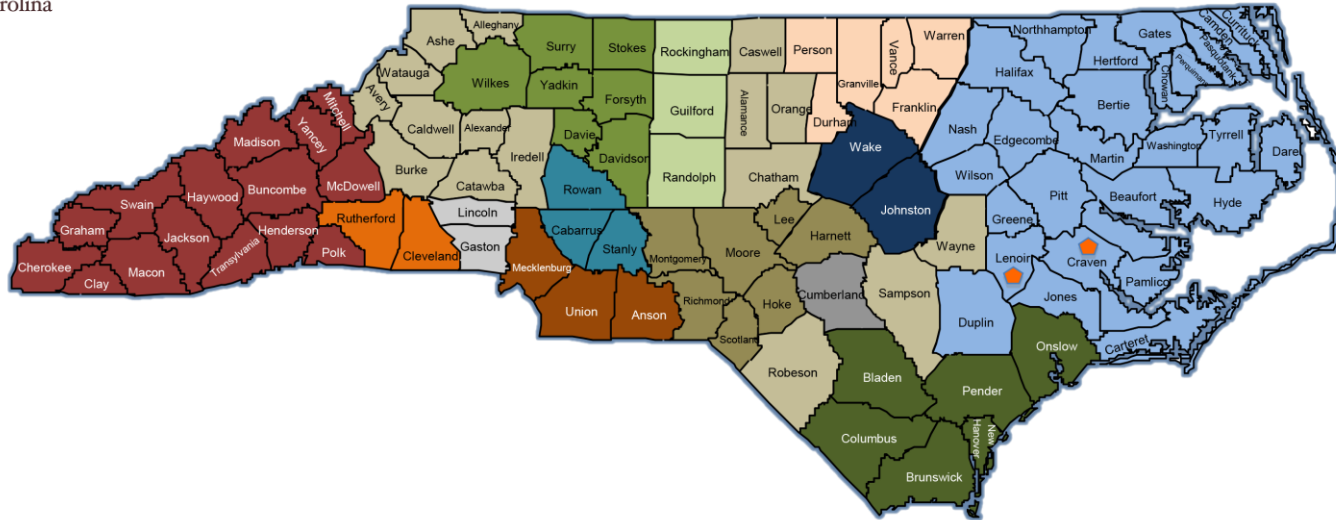 rolina
Alleghany
Ashe
Surry
Stokes
Rockingham
Caswell
Person
Vance
Warren
Northhampton
Gates
Camden
Currituck
Pasquotank
Perquimans
Chowan
Hertford
Watauga
Wilkes
Yadkin
Forsyth
Guilford
Alamance
Orange
Durham
Granville
Franklin
Halifax
Bertie
Avery
Mitchell
Yancey
Madison
Caldwell
Alexander
Iredell
Davie
Davidson
Randolph
Chatham
Wake
Nash
Edgecombe
Martin
Washington
Tyrrell
Dare
Burke
McDowell
Buncombe
Haywood
Swain
Catawba
Rowan
Wilson
Pitt
Beaufort
Hyde
Graham
Jackson
Henderson
Transylvania
Polk
Rutherford
Cleveland
Lincoln
Gaston
Cabarrus
Stanly
Montgomery
Moore
Lee
Harnett
Johnston
Wayne
Greene
Lenoir
Craven
Pamlico
Cherokee
Clay
Macon
Mecklenburg
Union
Anson
Richmond
Scotland
Hoke
Cumberland
Sampson
Duplin
Jones
Carteret
Onslow
Robeson
Bladen
Pender
Columbus
Brunswick
New
Hanover